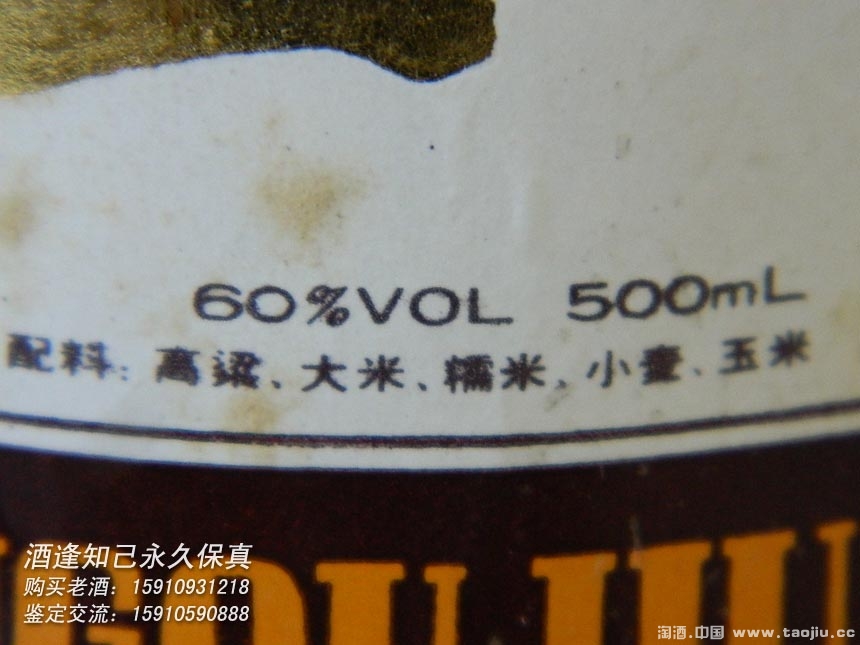 60%VOL 500mL
配料：高粱、大米、糯米、小麦、玉米
GOU JIU
酒逢知己永久保真
购买老酒：15910931218
鉴定交流：15910590888
淘酒.中国 www.taojiu.cc